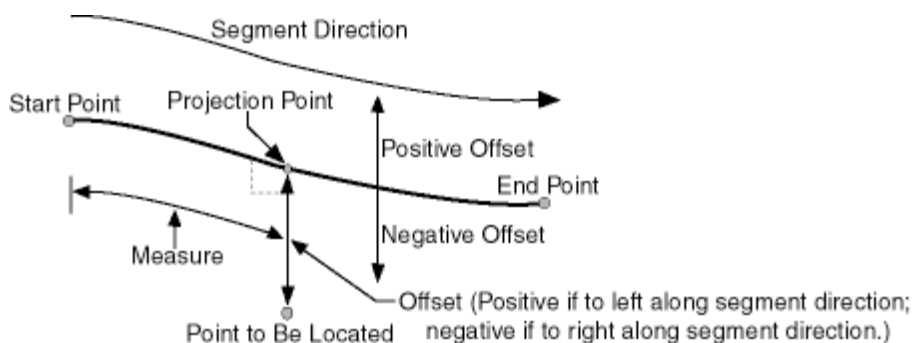 Segment Direction
Start Point
Projection Point
Positive Offset
End Point
Negative Offset
Measure
Offset (Positive if to left along segment direction;
negative if to right along segment direction.)
Point to Be Located